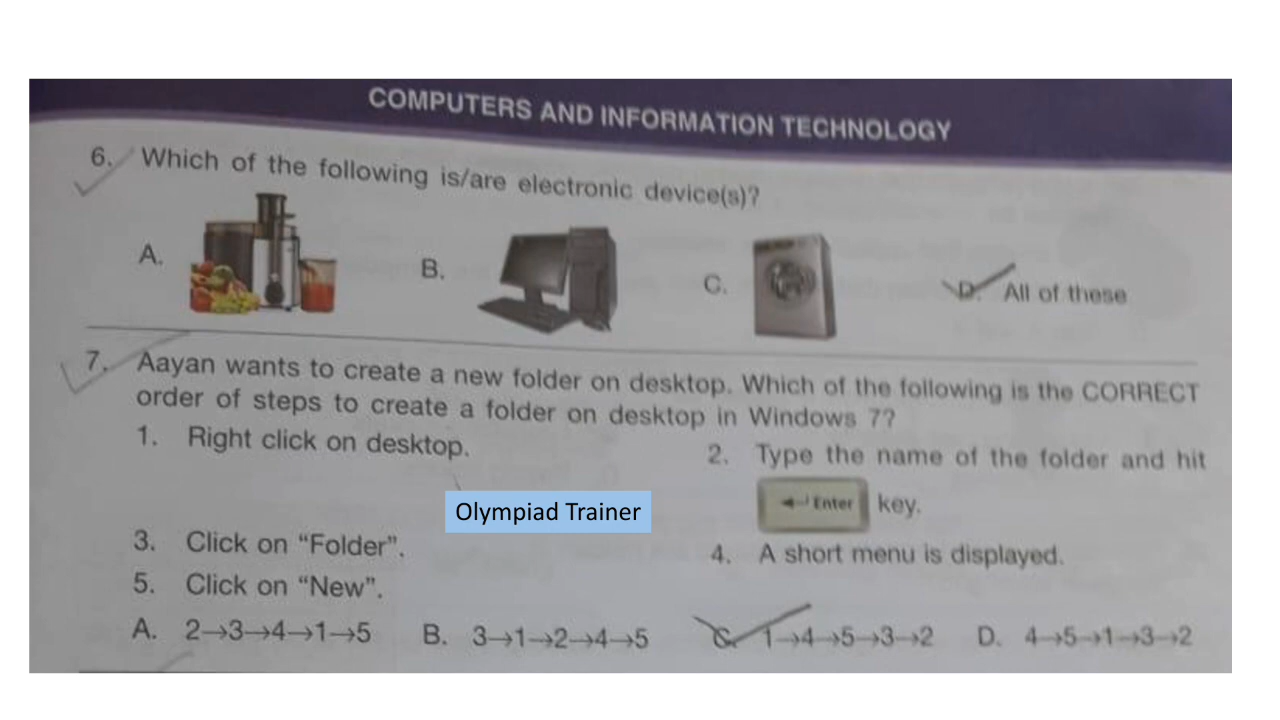 COMPUTERS AND INFORMATION TECHNOLOGY
6. Which of the following is/are electronic device(s)?
A. B. C. D. All of these
7. Aayan wants to create a new folder on desktop. Which of the following is the CORRECT
order of steps to create a folder on desktop in Windows 7?
1. Right click on desktop.
2. Type the name of the folder and hit
Enter key.
Olympiad Trainer
3. Click on “Folder”.
4. A short menu is displayed.
5. Click on “New”.
A. 2→3→4→1→5 B. 3→1→2→4→5 C. 1→4→5→3→2 D. 4→5→1→3→2